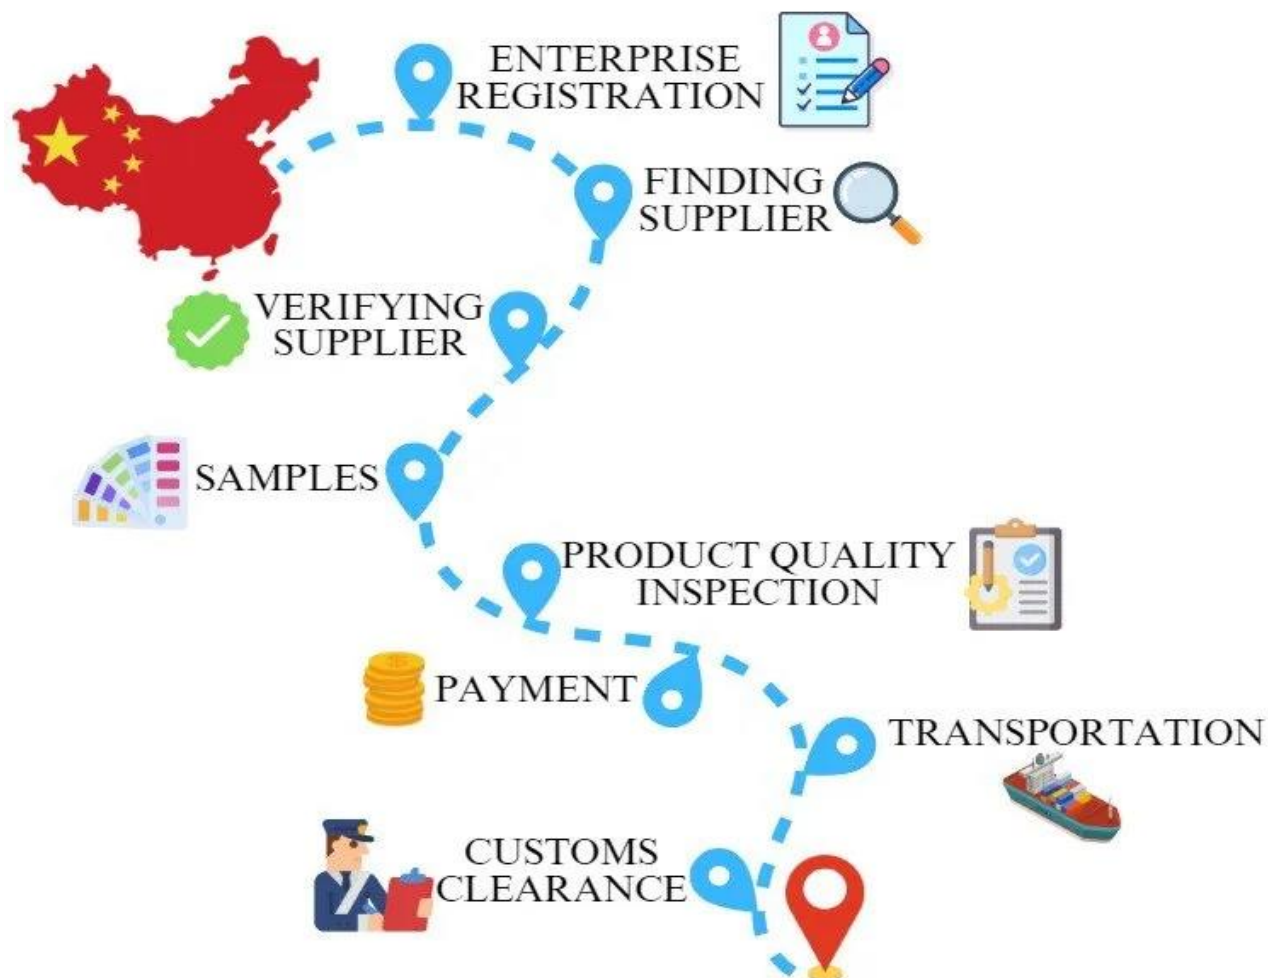 ENTERPRISE
REGISTRATION
FINDING
SUPPLIER
VERIFYING
SUPPLIER
SAMPLES
PRODUCT QUALITY
INSPECTION
PAYMENT
TRANSPORTATION
CUSTOMS
CLEARANCE